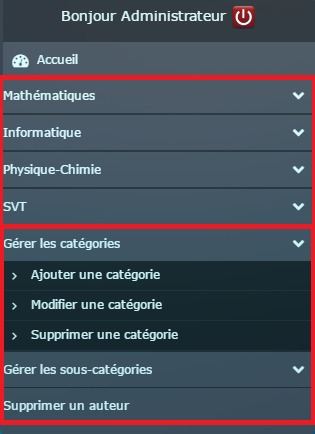 Bonjour Administrateur
Accueil
Mathématiques
Informatique
Physique-Chimie
SVT
Gérer les catégories
Ajouter une catégorie
Modifier une catégorie
Supprimer une catégorie
Gérer les sous-catégories
Supprimer un auteur